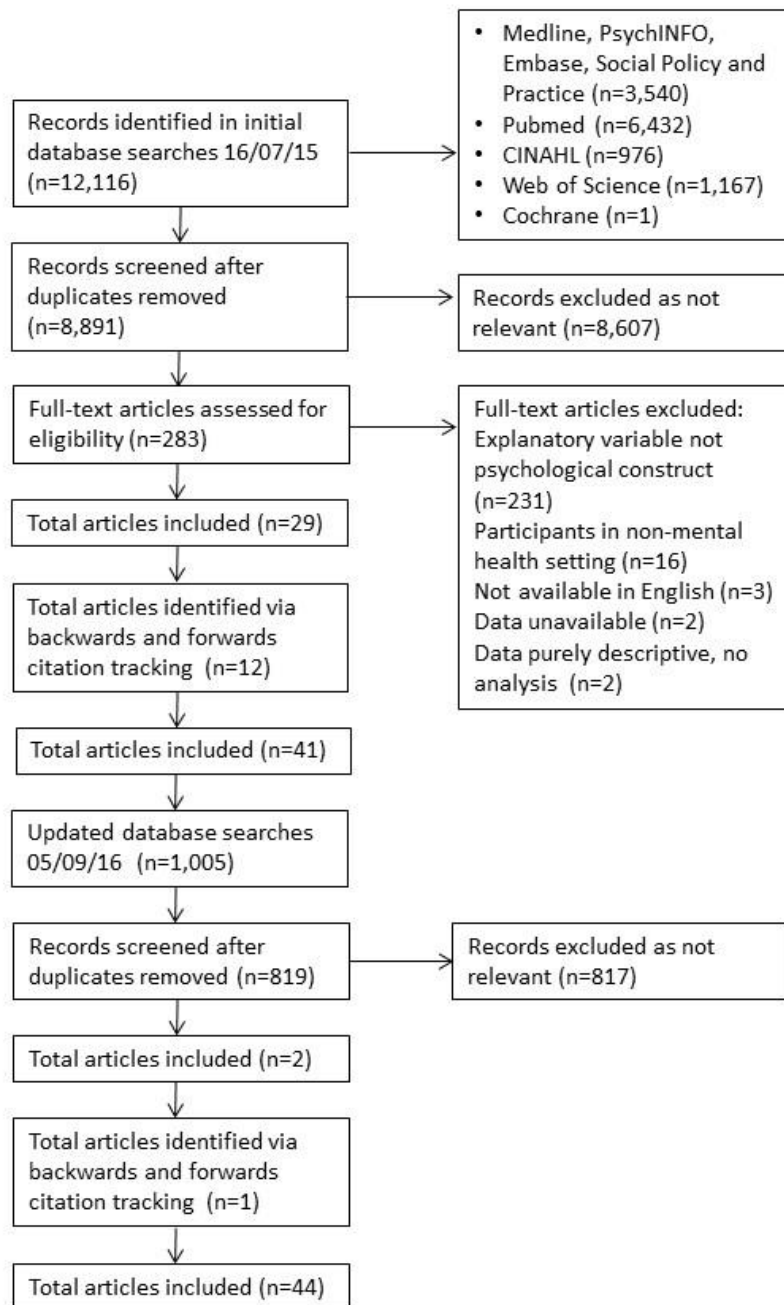 Records identified in initial
database searches 16/07/15
(n=12,116)
• Medline, PsychINFO,
Embase, Social Policy and
Practice (n=3,540)
• Pubmed (n=6,432)
• CINAHL (n=976)
• Web of Science (n=1,167)
• Cochrane (n=1)
Records screened after
duplicates removed
(n=8,891)
Records excluded as not
relevant (n=8,607)
Full-text articles assessed for
eligibility (n=283)
Full-text articles excluded:
Explanatory variable not
psychological construct
(n=231)
Participants in non-mental
health setting (n=16)
Not available in English (n=3)
Data unavailable (n=2)
Data purely descriptive, no
analysis (n=2)
Total articles included (n=29)
Total articles identified via
backwards and forwards
citation tracking (n=12)
Total articles included (n=41)
Updated database searches
05/09/16 (n=1,005)
Records screened after
duplicates removed (n=819)
Records excluded as not
relevant (n=817)
Total articles included (n=2)
Total articles identified via
backwards and forwards
citation tracking (n=1)
Total articles included (n=44)